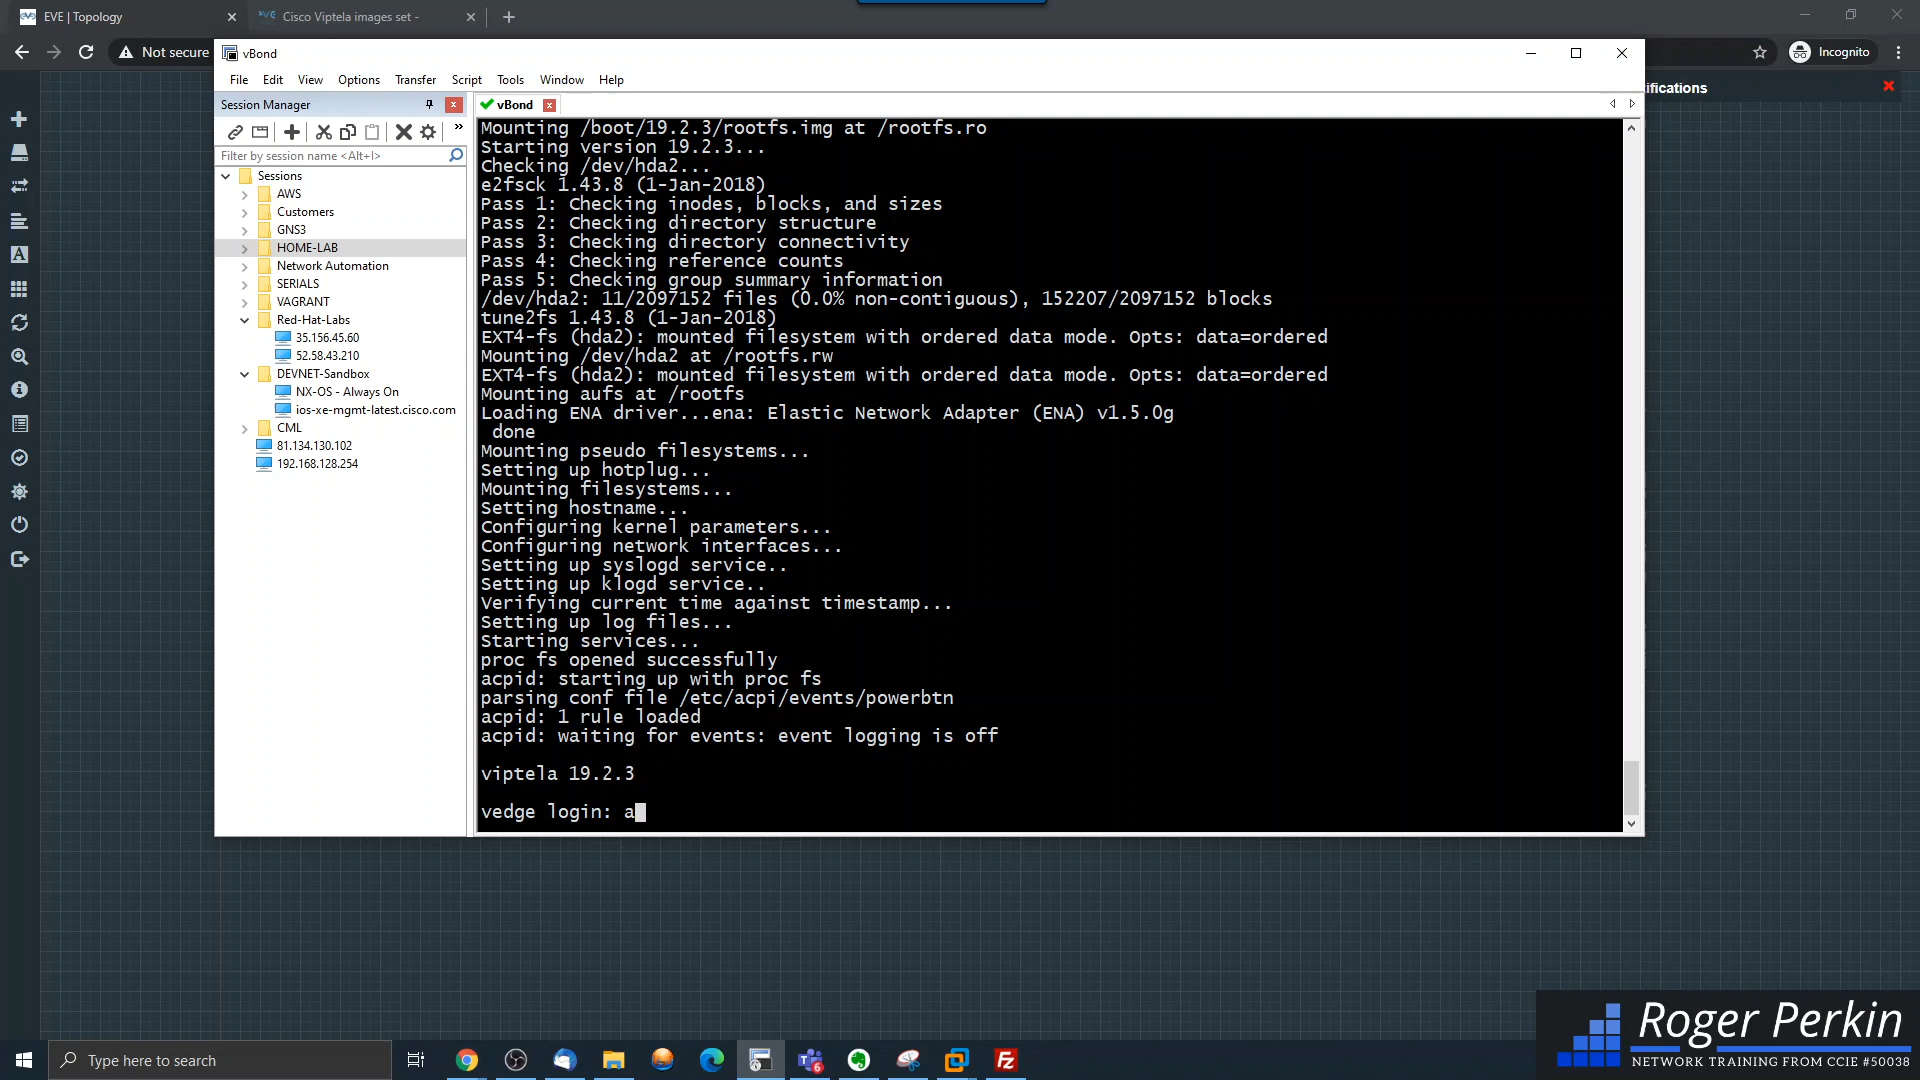 EVE | Topology
Cisco Viptela images set -
Not secure
Incognito
vBond
File Edit View Options Transfer Script Tools Window Help
ifications
Session Manager
vBond
Filter by session name <Alt+I>
Sessions
AWS
Customers
GNS3
HOME-LAB
Network Automation
SERIALS
VAGRANT
Red-Hat-Labs
35.156.45.60
52.58.43.210
DEVNET-Sandbox
NX-OS - Always On
ios-xe-mgmt-latest.cisco.com
CML
81.134.130.102
192.168.128.254
Mounting /boot/19.2.3/rootfs.img at /rootfs.ro
Starting version 19.2.3...
Checking /dev/hda2...
e2fsck 1.43.8 (1-Jan-2018)
Pass 1: Checking inodes, blocks, and sizes
Pass 2: Checking directory structure
Pass 3: Checking directory connectivity
Pass 4: Checking reference counts
Pass 5: Checking group summary information
/dev/hda2: 11/2097152 files (0.0% non-contiguous), 152207/2097152 blocks
tune2fs 1.43.8 (1-Jan-2018)
EXT4-fs (hda2): mounted filesystem with ordered data mode. Opts: data=ordered
Mounting /dev/hda2 at /rootfs.rw
EXT4-fs (hda2): mounted filesystem with ordered data mode. Opts: data=ordered
Mounting aufs at /rootfs
Loading ENA driver...ena: Elastic Network Adapter (ENA) v1.5.0g
done
Mounting pseudo filesystems...
Setting up hotplug...
Mounting filesystems...
Setting hostname...
Configuring kernel parameters...
Configuring network interfaces...
Setting up syslogd service..
Setting up klogd service..
Verifying current time against timestamp...
Setting up log files...
Starting services...
proc fs opened successfully
acpid: starting up with proc fs
parsing conf file /etc/acpi/events/powerbtn
acpid: 1 rule loaded
acpid: waiting for events: event logging is off
viptela 19.2.3
vedge login: a
Type here to search
6
Roger Perkin
NETWORK TRAINING FROM CCIE #50038